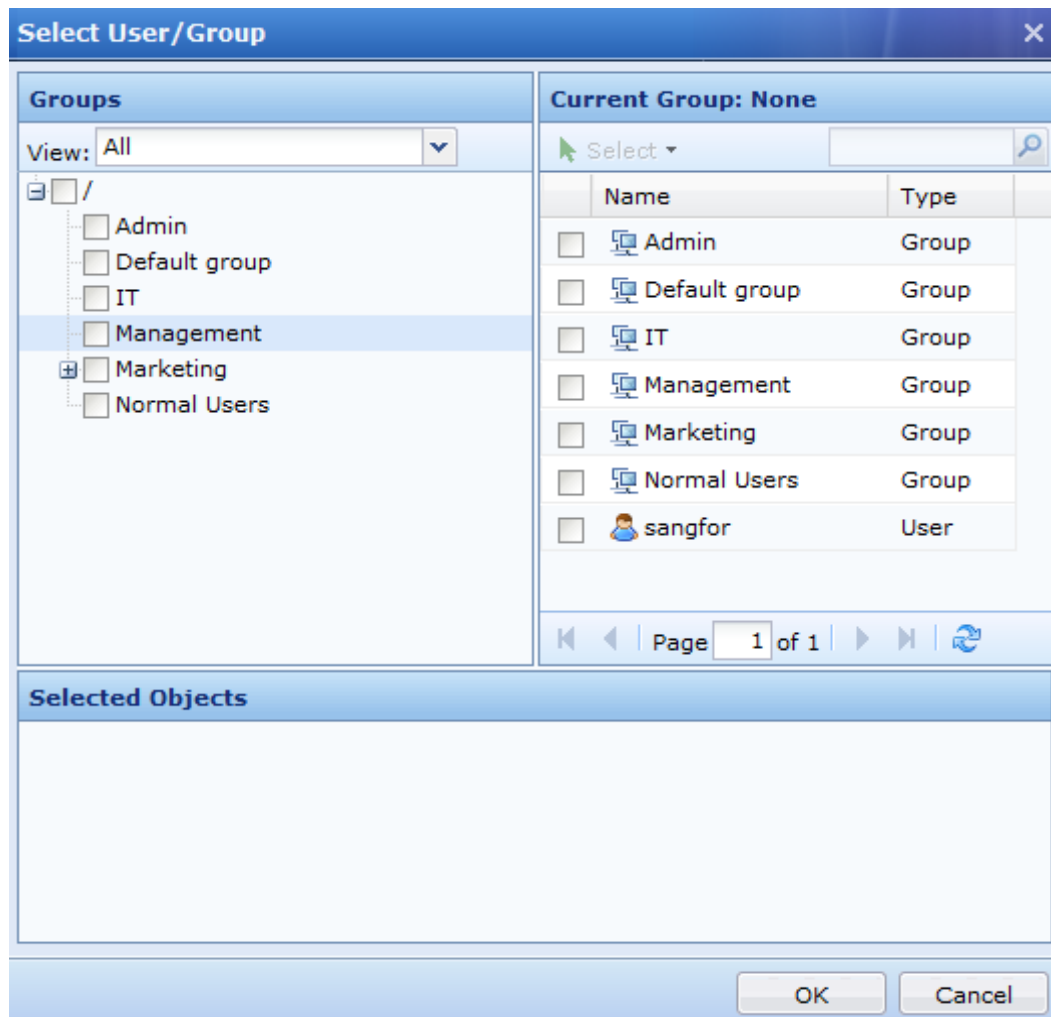 Select User/Group
Groups
View: All
/
Admin
Default group
IT
Management
Marketing
Normal Users
Current Group: None
Select
Name Type
Admin Group
Default group Group
IT Group
Management Group
Marketing Group
Normal Users Group
sangfor User
Page 1 of 1
Selected Objects
OK Cancel